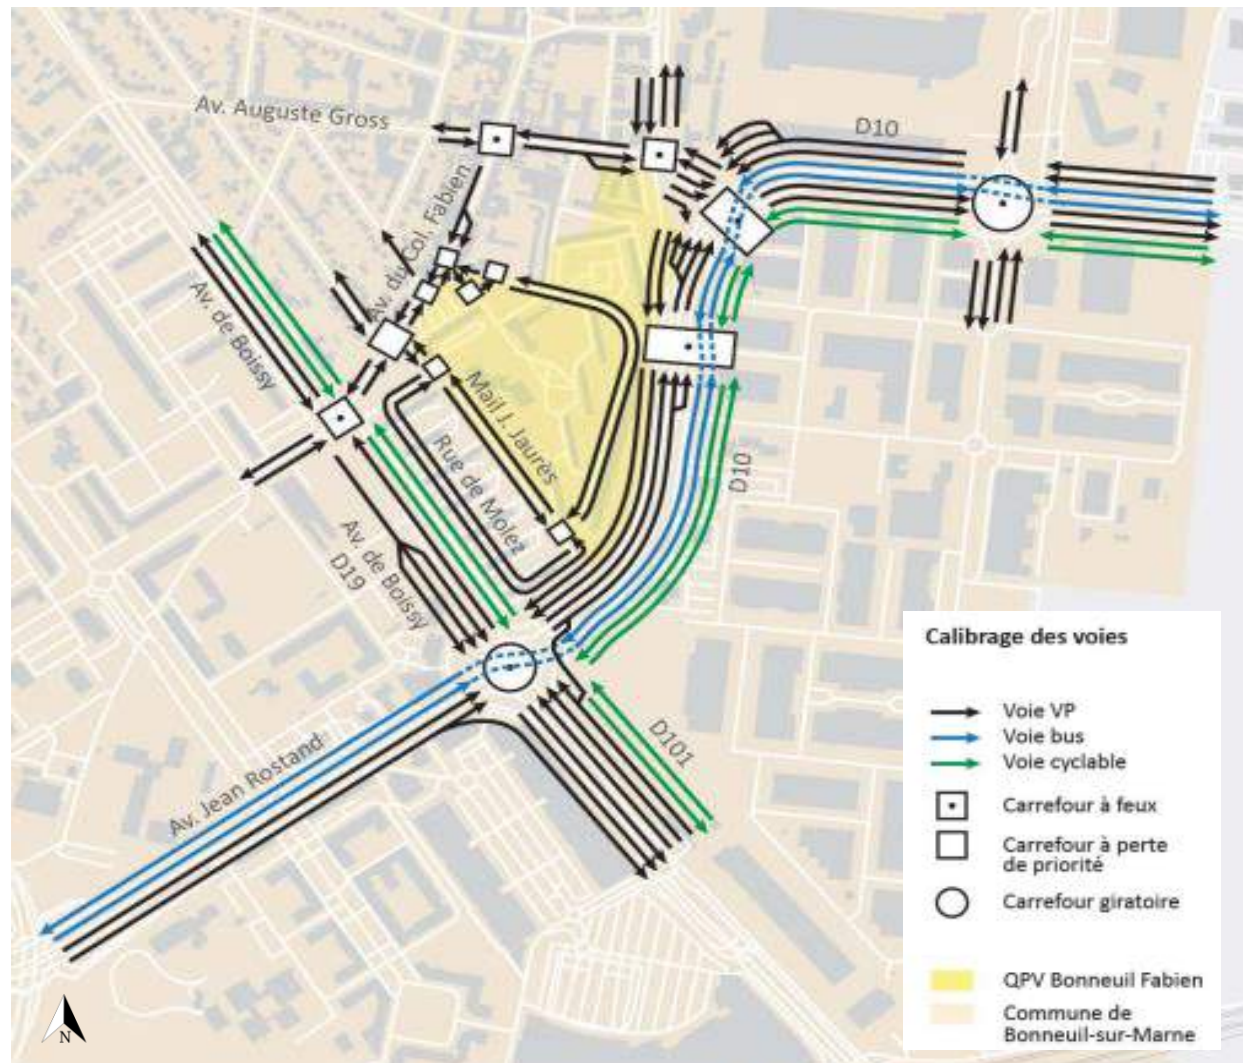 Av. Auguste Gross
D10
Av. du Col. Fabien
Av. de Boissy
Mail J. Jaurès
Rue de Molez
D10
Av. de Boissy
D19
D101
Av. Jean Rostand
N
Calibrage des voies
Voie VP
Voie bus
Voie cyclable
Carrefour à feux
Carrefour à perte
de priorité
Carrefour giratoire
QPV Bonneuil Fabien
Commune de
Bonneuil-sur-Marne